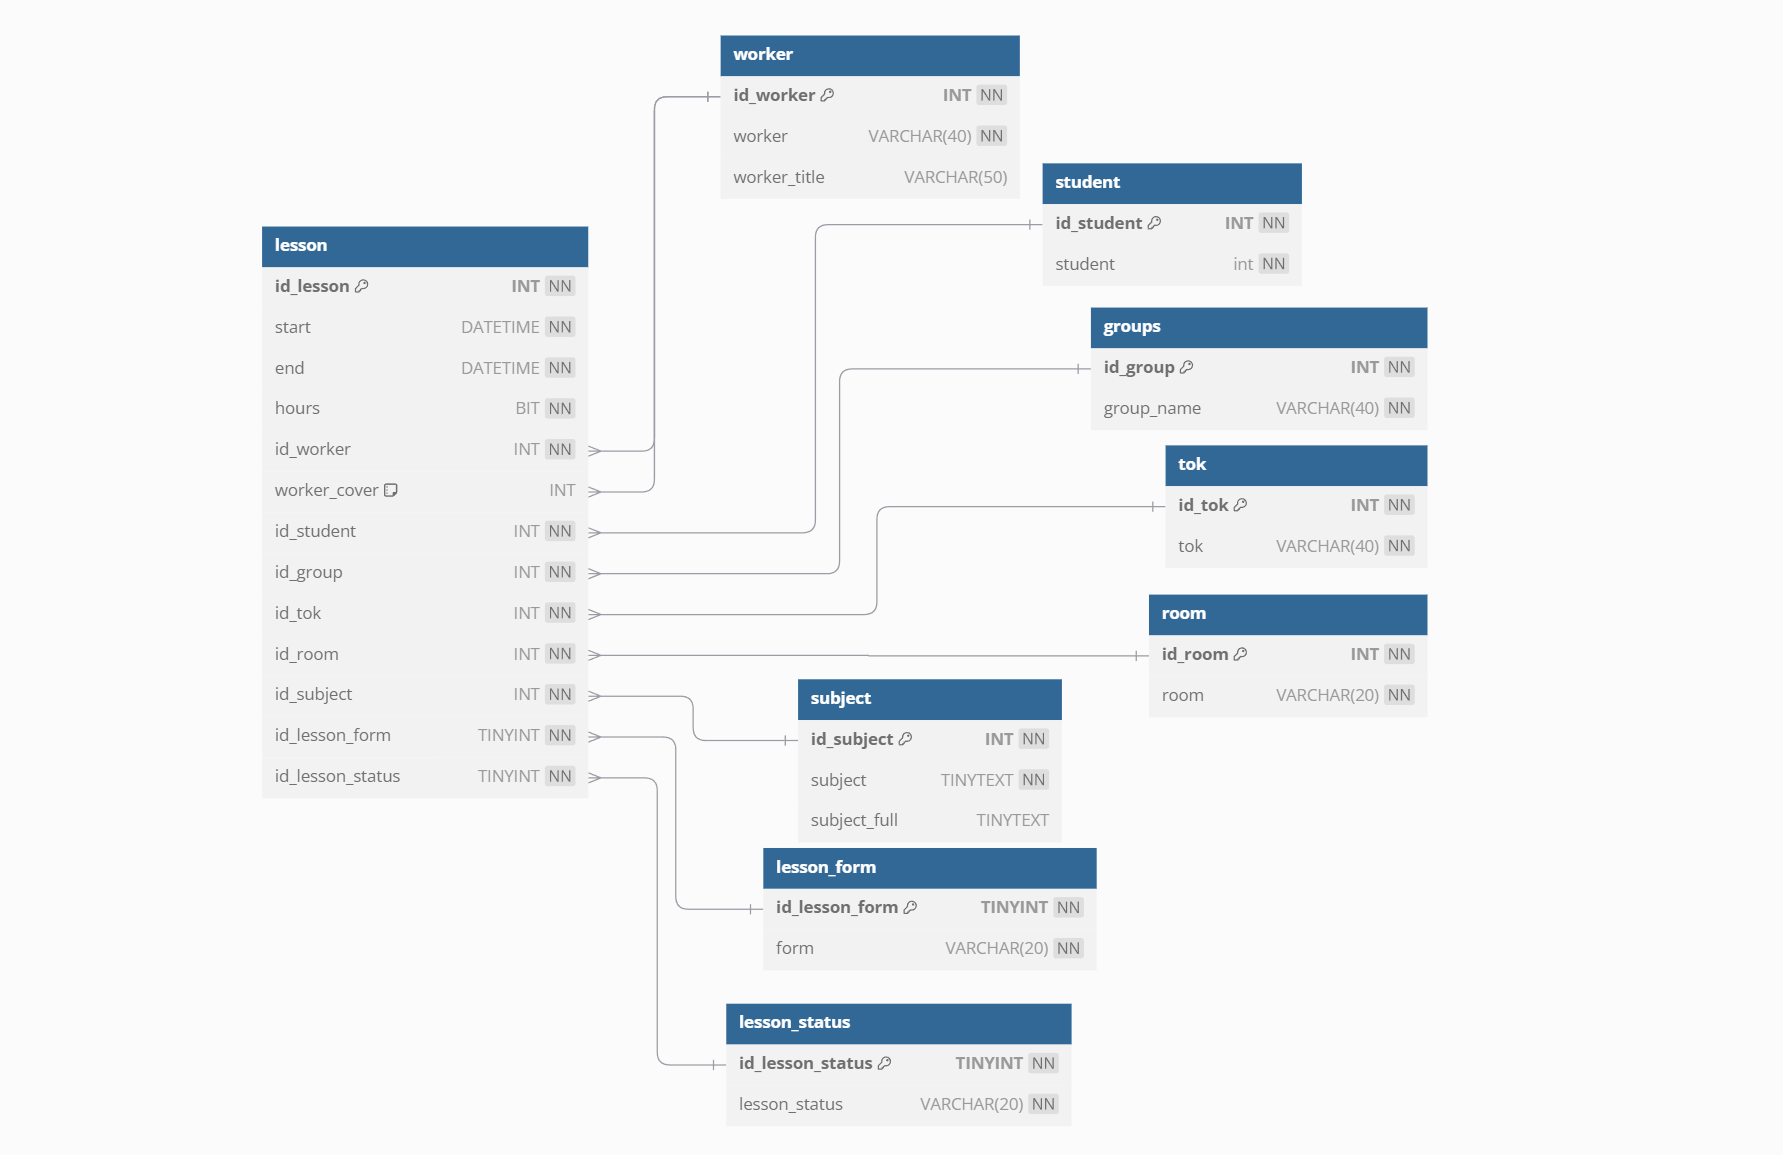 worker
id_worker INT NN
worker VARCHAR(40) NN
worker_title VARCHAR(50)
student
id_student INT NN
student int NN
lesson
id_lesson INT NN
start DATETIME NN
end DATETIME NN
hours BIT NN
id_worker INT NN
worker_cover INT
id_student INT NN
id_group INT NN
id_tok INT NN
id_room INT NN
id_subject INT NN
id_lesson_form TINYINT NN
id_lesson_status TINYINT NN
groups
id_group INT NN
group_name VARCHAR(40) NN
tok
id_tok INT NN
tok VARCHAR(40) NN
room
id_room INT NN
room VARCHAR(20) NN
subject
id_subject INT NN
subject TINYTEXT NN
subject_full TINYTEXT
lesson_form
id_lesson_form TINYINT NN
form VARCHAR(20) NN
lesson_status
id_lesson_status TINYINT NN
lesson_status VARCHAR(20) NN